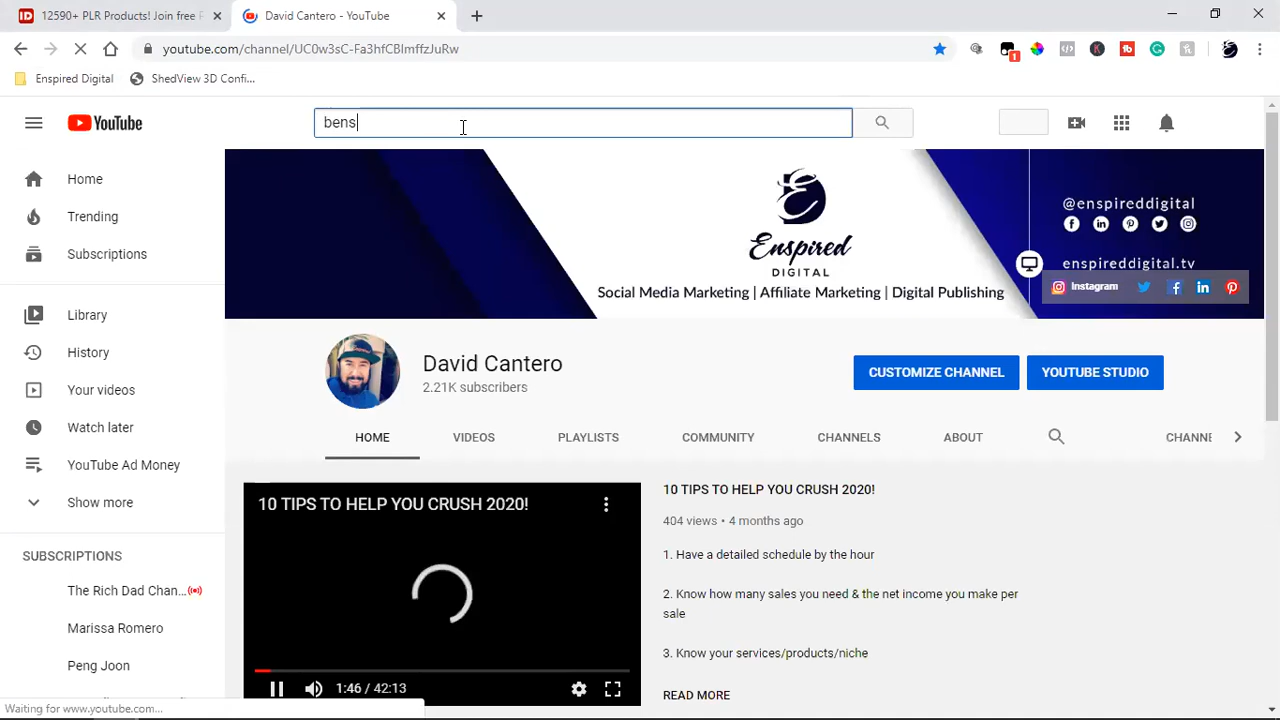 12590+ PLR Products! Join free F
David Cantero - YouTube
youtube.com/channel/UC0w3sC-Fa3hfCBlmffzJuRw
1
Enspired Digital
ShedView 3D Confi...
YouTube
bens
Home
Trending
Subscriptions
Library
History
Your videos
Watch later
YouTube Ad Money
Show more
SUBSCRIPTIONS
The Rich Dad Chan...
Marissa Romero
Peng Joon
Enspired
DIGITAL
Social Media Marketing | Affiliate Marketing | Digital Publishing
@enspireddigital
enspireddigital.tv
Instagram
David Cantero
2.21K subscribers
CUSTOMIZE CHANNEL
YOUTUBE STUDIO
HOME
VIDEOS
PLAYLISTS
COMMUNITY
CHANNELS
ABOUT
CHANNE
10 TIPS TO HELP YOU CRUSH 2020!
1:46 / 42:13
10 TIPS TO HELP YOU CRUSH 2020!
404 views • 4 months ago
1. Have a detailed schedule by the hour
2. Know how many sales you need & the net income you make per
sale
3. Know your services/products/niche
READ MORE
Waiting for www.youtube.com...